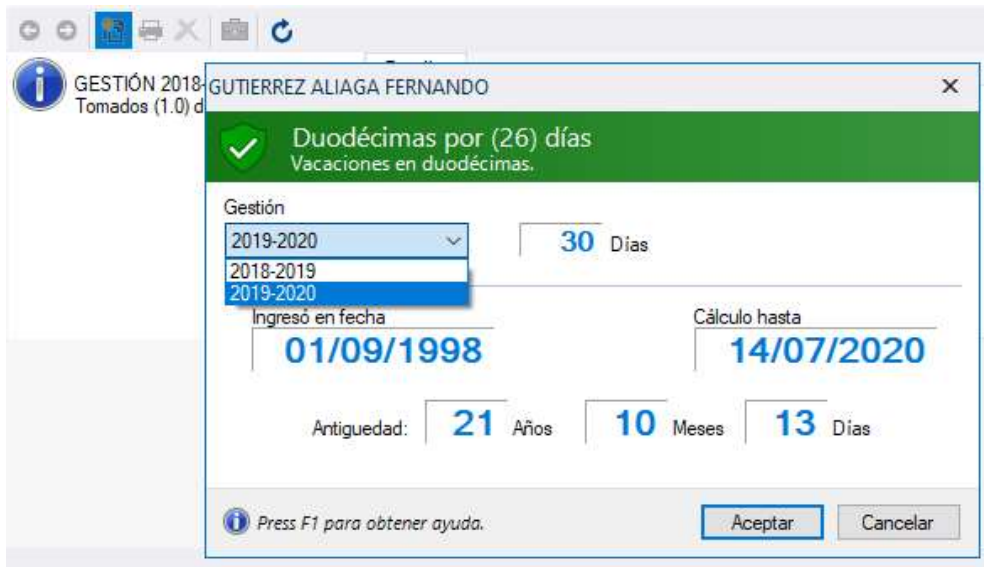 GESTIÓN 2018-
Tomados (1.0) d
GUTIERREZ ALIAGA FERNANDO
Duodécimas por (26) días
Vacaciones en duodécimas.
Gestión
2019-2020
30 Días
2018-2019
2019-2020
Ingresó en fecha
Cálculo hasta
01/09/1998
14/07/2020
Antiguedad: 21 Años 10 Meses 13 Días
Press F1 para obtener ayuda.
Aceptar
Cancelar